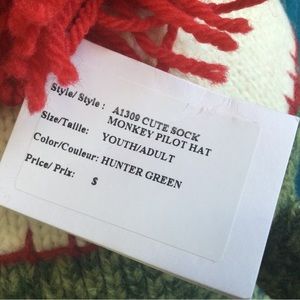 Style/ Style : A1309 CUTE SOCK
MONKEY PILOT HAT
Size/Taille: YOUTH/ADULT
Color/Couleur: HUNTER GREEN
Price/ Prix: $